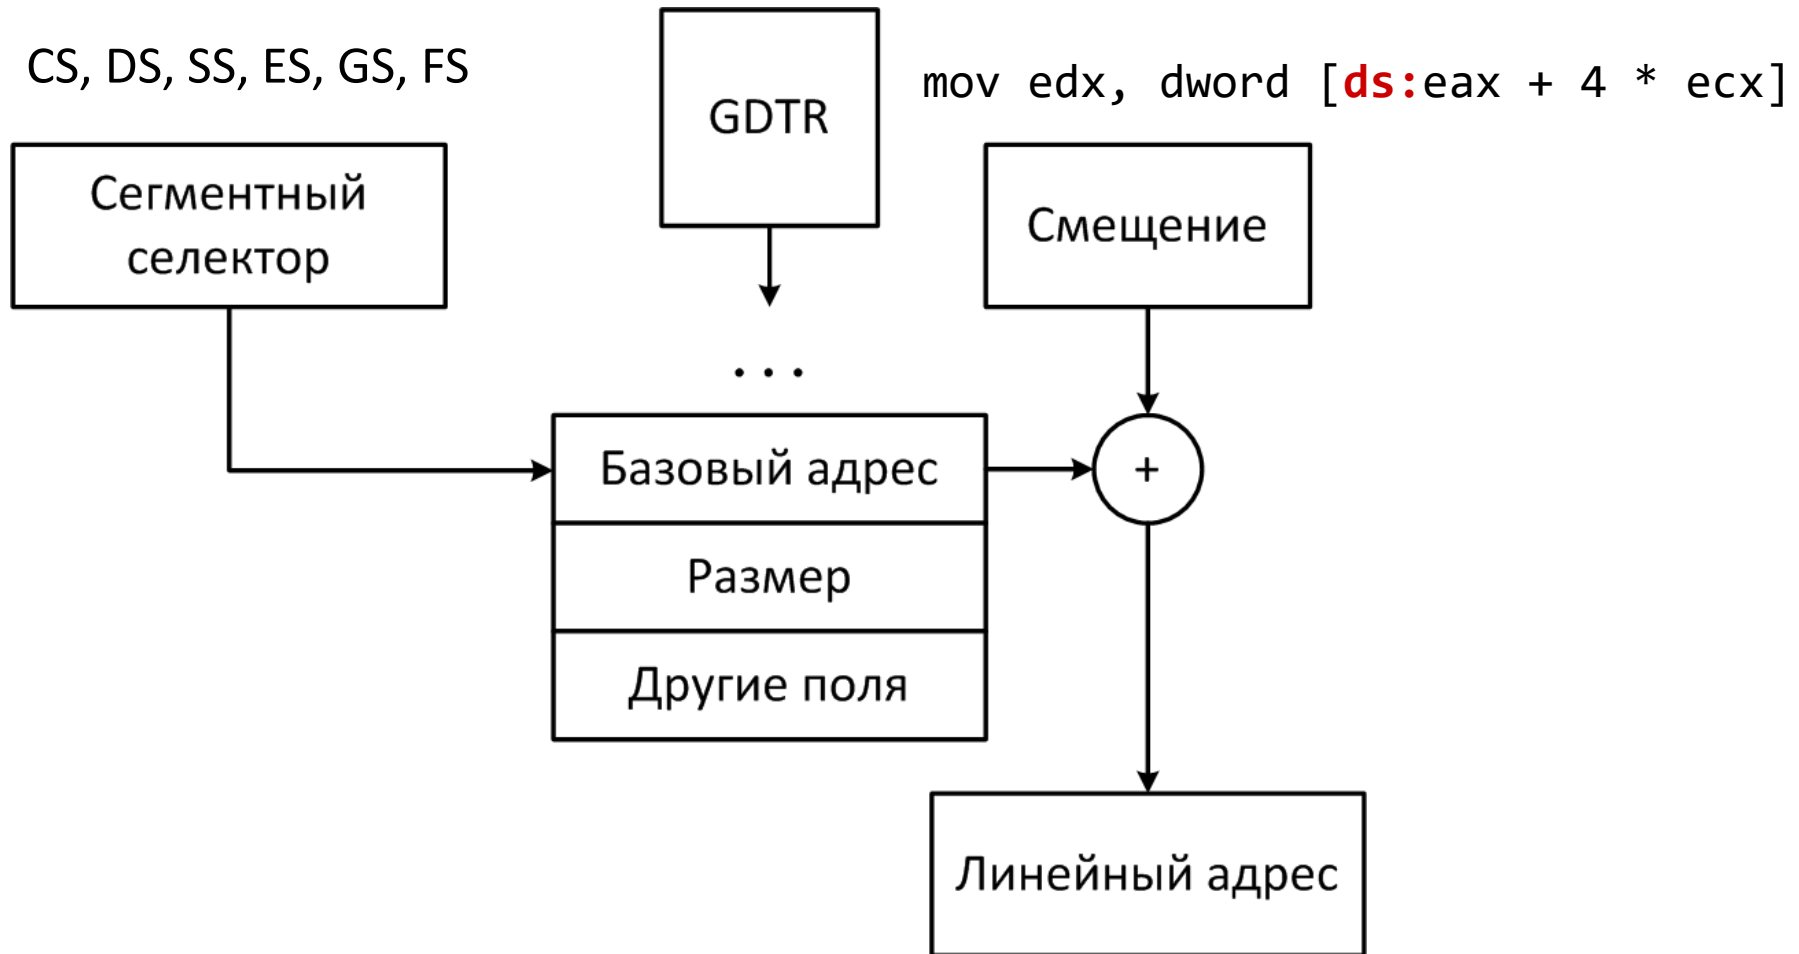 CS, DS, SS, ES, GS, FS
GDTR
mov edx, dword [ds:eax + 4 * ecx]
Сегментный
селектор
Смещение
...
Базовый адрес
+
Размер
Другие поля
Линейный адрес